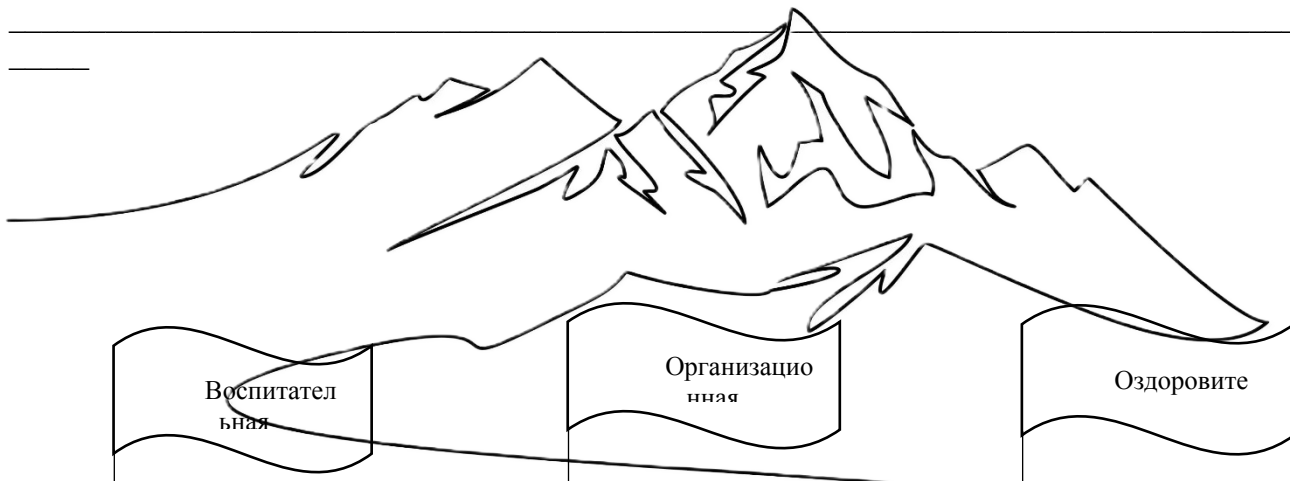 Воспитател
ьная
Организацио
нная
Оздоровите